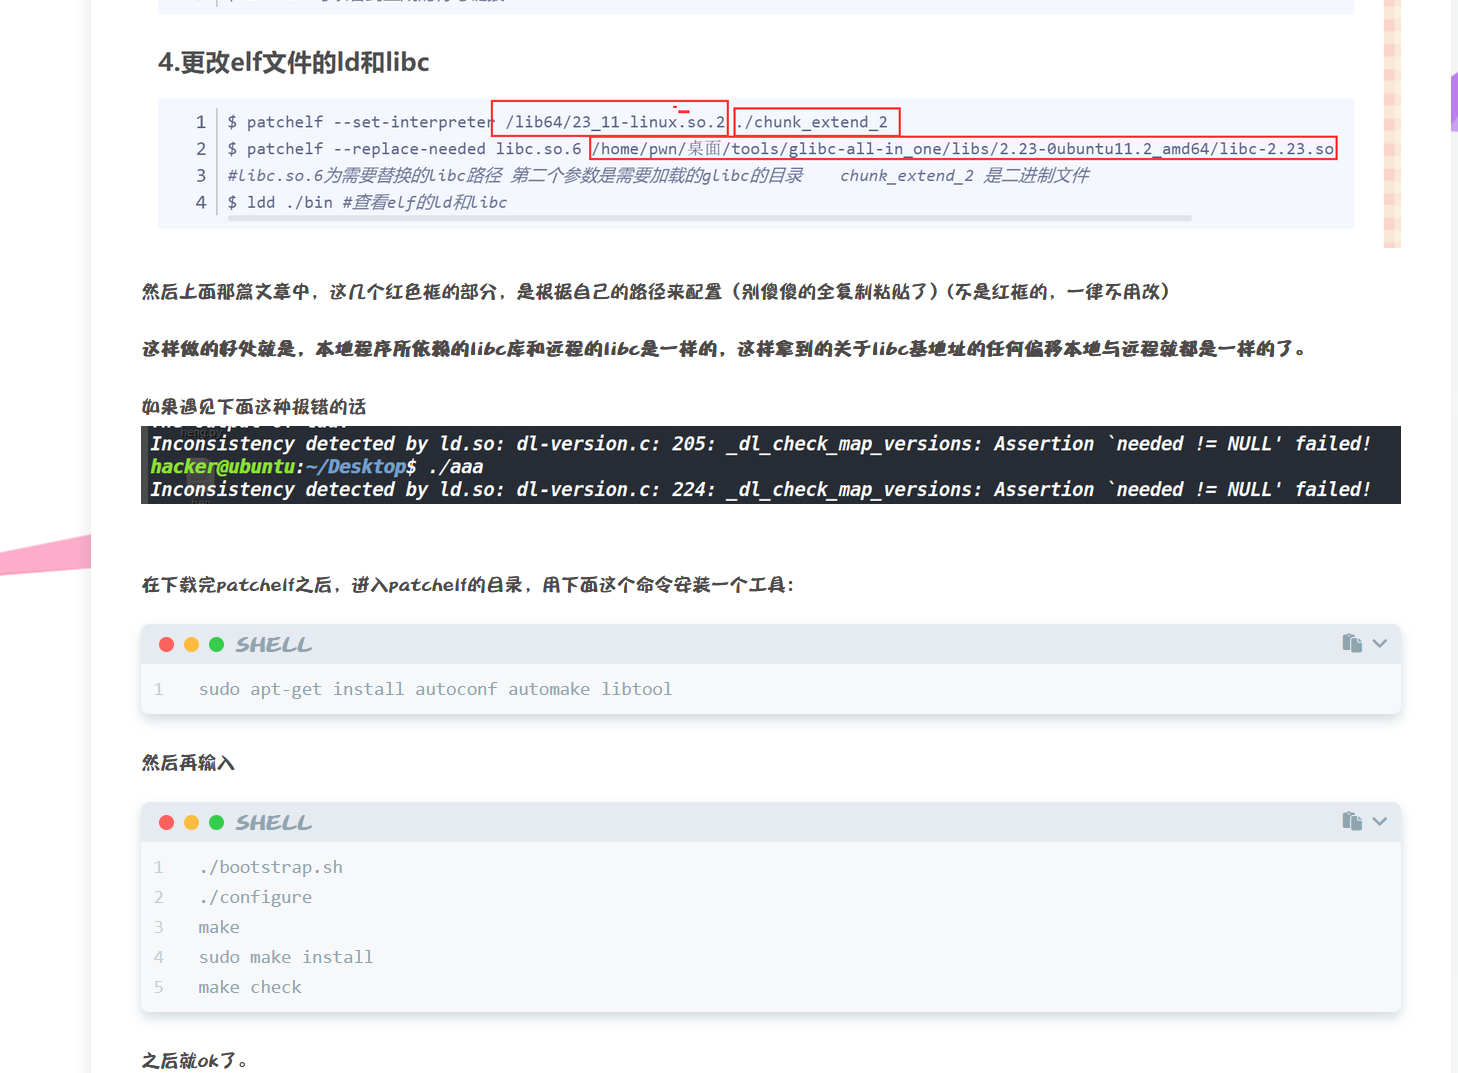 4.更改elf文件的ld和libc
1 $ patchelf --set-interpreter /lib64/23_11-linux.so.2 ./chunk_extend_2
2 $ patchelf --replace-needed libc.so.6 /home/pwn/桌面/tools/glibc-all-in_one/libs/2.23-0ubuntu11.2_amd64/libc-2.23.so
3 #libc.so.6为需要替换的libc路径 第二个参数是需要加载的glibc的目录 chunk_extend_2 是二进制文件
4 $ ldd ./bin #查看elf的ld和libc
然后上面那篇文章中，这几个红色框的部分，是根据自己的路径来配置（别傻傻的全复制粘贴了）(不是红框的，一律不用改)
这样做的好处就是，本地程序所依赖的libc库和远程的libc是一样的，这样拿到的关于libc基地址的任何偏移本地与远程就都是一样的了。
如果遇见下面这种报错的话
Inconsistency detected by ld.so: dl-version.c: 205: _dl_check_map_versions: Assertion `needed != NULL' failed!
hacker@ubuntu:~/Desktop$ ./aaa
Inconsistency detected by ld.so: dl-version.c: 224: _dl_check_map_versions: Assertion `needed != NULL' failed!
在下载完patchelf之后，进入patchelf的目录，用下面这个命令安装一个工具：
SHELL
1 sudo apt-get install autoconf automake libtool
然后再输入
SHELL
1 ./bootstrap.sh
2 ./configure
3 make
4 sudo make install
5 make check
之后就ok了。